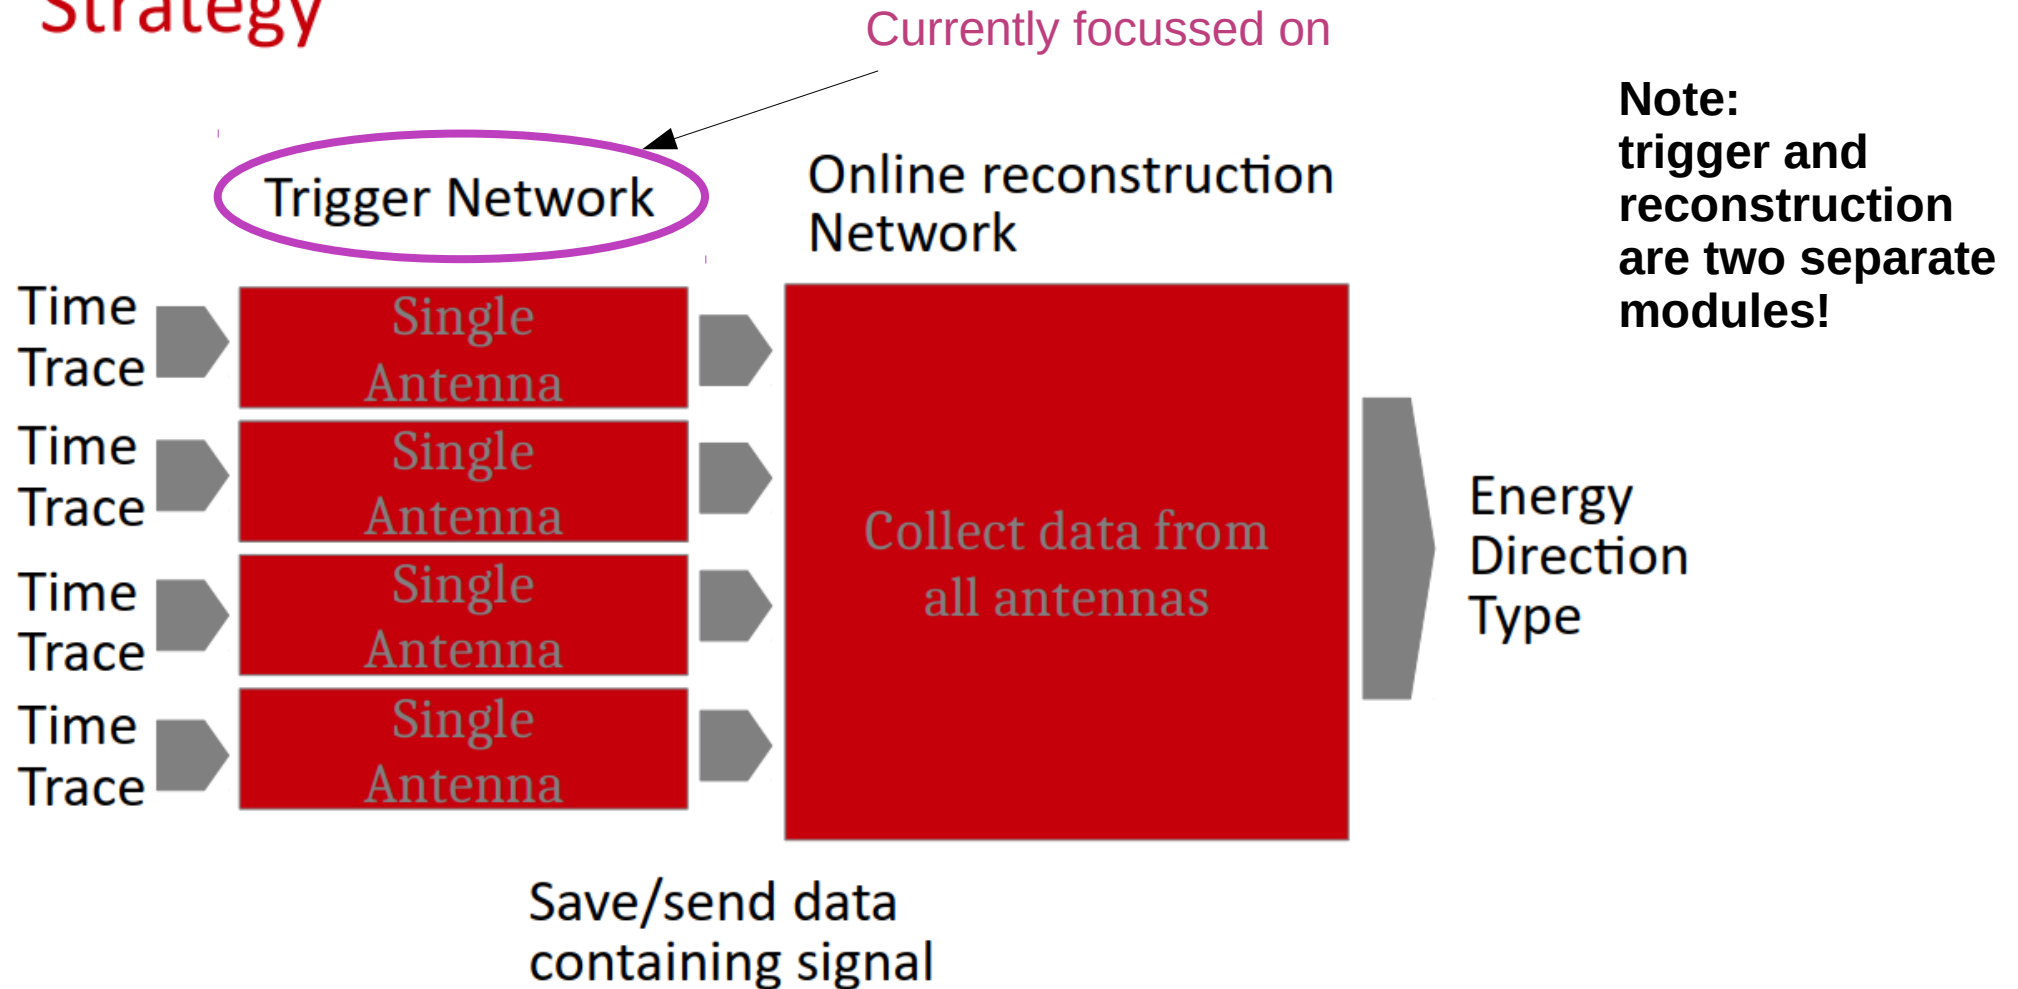 Strategy
Currently focussed on
Note:
trigger and
reconstruction
are two separate
modules!
Trigger Network
Online reconstruction
Network
Time
Trace
Single
Antenna
Time
Trace
Single
Antenna
Time
Trace
Single
Antenna
Time
Trace
Single
Antenna
Collect data from
all antennas
Energy
Direction
Type
Save/send data
containing signal